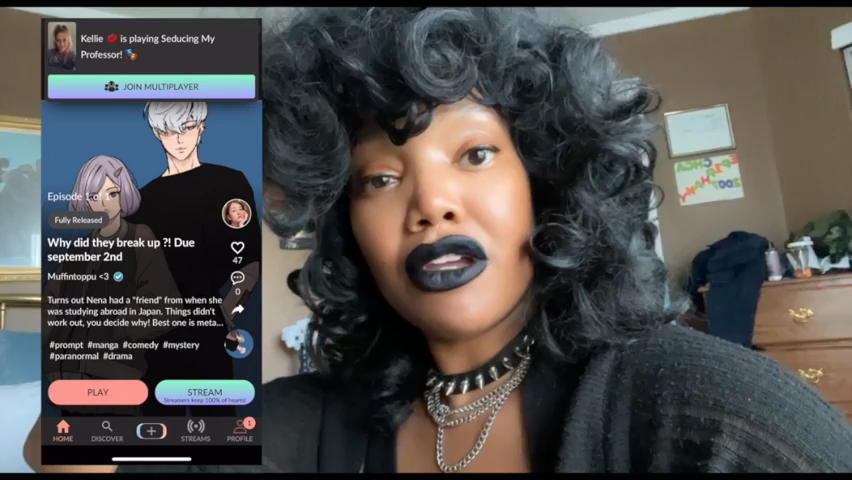 Kellie 💋 is playing Seducing My
Professor! 🎭
JOIN MULTIPLAYER
Episode 1 of 1
Fully Released
Why did they break up ?! Due
september 2nd
Muffintoppu <3
47
0
Turns out Nena had a "friend" from when she
was studying abroad in Japan. Things didn't
work out, you decide why! Best one is meta...
#prompt #manga #comedy #mystery
#paranormal #drama
PLAY
STREAM
Streamers keep 100% of hearts!
HOME
DISCOVER
STREAMS
PROFILE
1